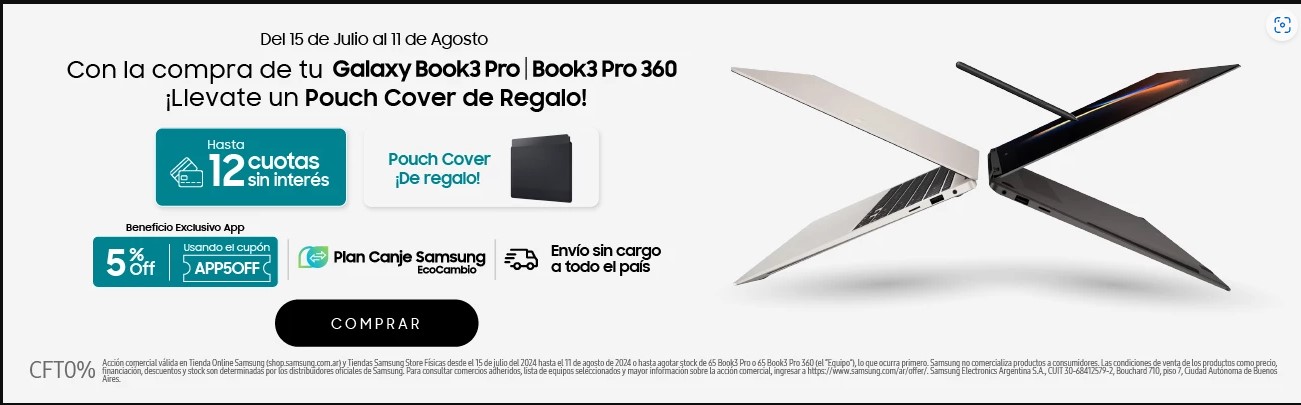 Del 15 de Julio al 11 de Agosto
Con la compra de tu Galaxy Book3 Pro | Book3 Pro 360
¡Llevate un Pouch Cover de Regalo!
Hasta
12 cuotas
sin interés
Pouch Cover
¡De regalo!
Beneficio Exclusivo App
5% Off
Usando el cupón
APP5OFF
Plan Canje Samsung
EcoCambio
Envío sin cargo
a todo el país
COMPRAR
CFT0%
Acción comercial válida en Tienda Online Samsung (shop.samsung.com.ar) y Tiendas Samsung Store Físicas desde el 15 de julio del 2024 hasta el 11 de agosto de 2024 o hasta agotar stock de 65 Book3 Pro o 65 Book3 Pro 360 (el "Equipo"), lo que ocurra primero. Samsung no comercializa productos a consumidores. Las condiciones de venta de los productos como precio,
financiación, descuentos y stock son determinadas por los distribuidores oficiales de Samsung. Para consultar comercios adheridos, lista de equipos seleccionados y mayor información sobre la acción comercial, ingresar a https://www.samsung.com/ar/offer/. Samsung Electronics Argentina S.A., CUIT 30-68412579-2, Bouchard 710, piso 7, Ciudad Autónoma de Buenos
Aires.